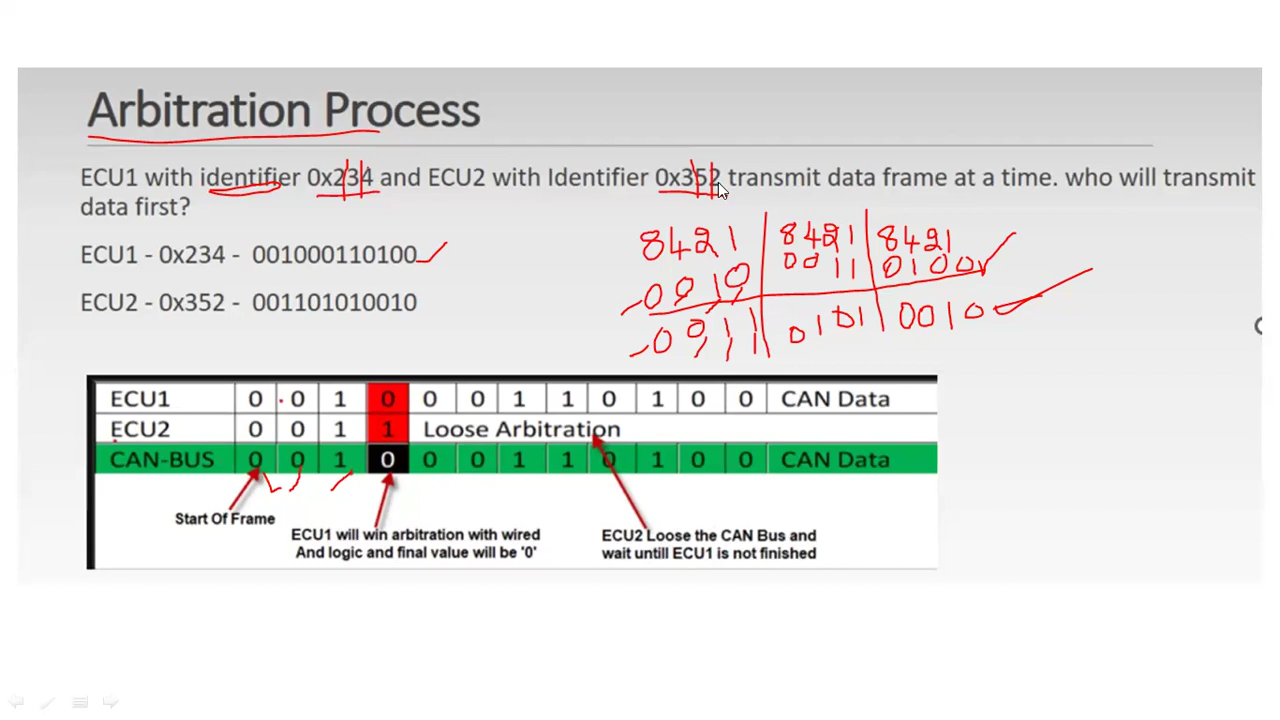 Arbitration Process
ECU1 with identifier 0x234 and ECU2 with Identifier 0x352 transmit data frame at a time. who will transmit
data first?
ECU1 - 0x234 - 001000110100
ECU2 - 0x352 - 001101010010
8421 8421 8421
0010 0011 0100
0011 0101 0010
ECU1 0 0 1 0 0 0 1 1 0 1 0 0 CAN Data
ECU2 0 0 1 1 Loose Arbitration
CAN-BUS 0 0 1 0 0 0 1 1 0 1 0 0 CAN Data
Start Of Frame
ECU1 will win arbitration with wired
And logic and final value will be '0'
ECU2 Loose the CAN Bus and
wait untill ECU1 is not finished